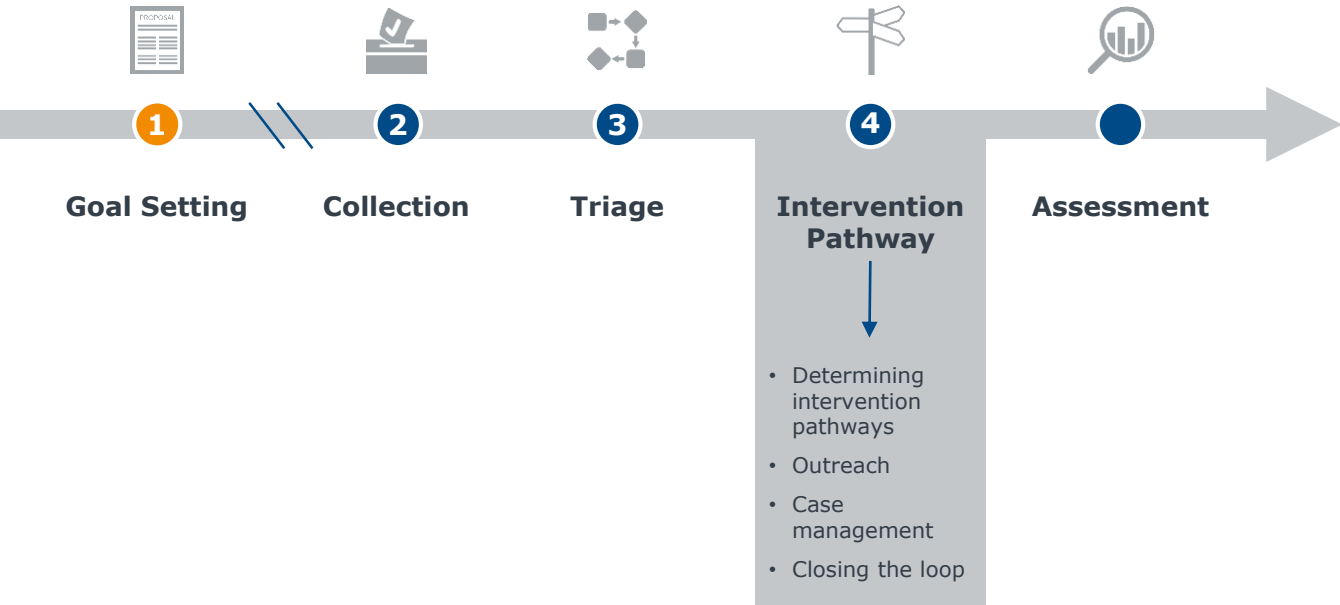 PROPOSAL
1
2
3
4
Goal Setting
Collection
Triage
Intervention
Pathway
Assessment
• Determining
intervention
pathways
• Outreach
• Case
management
• Closing the loop